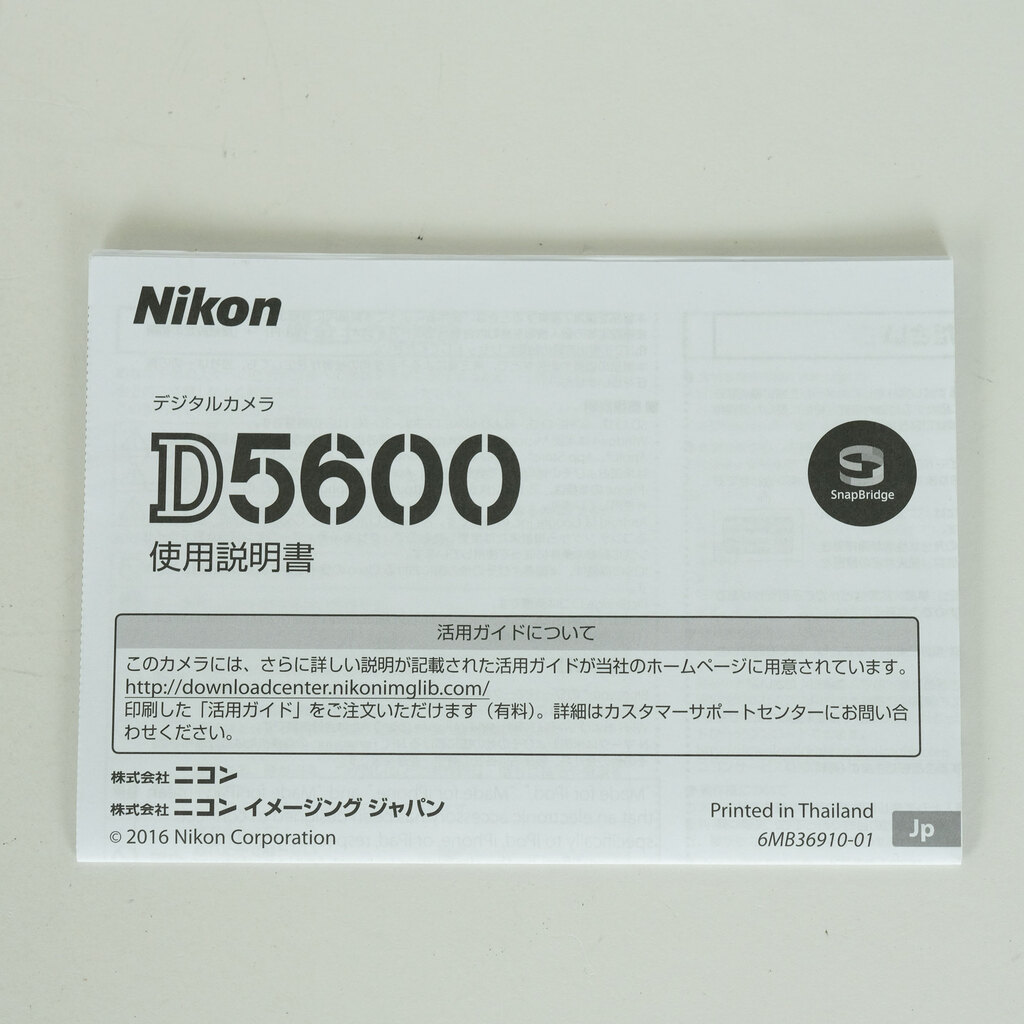 Nikon
デジタルカメラ
D5600
SnapBridge
使用説明書
活用ガイドについて
このカメラには、さらに詳しい説明が記載された活用ガイドが当社のホームページに用意されています。
http://downloadcenter.nikonimglib.com/
印刷した「活用ガイド」をご注文いただけます（有料）。詳細はカスタマーサポートセンターにお問い合
わせください。
株式会社 ニコン
株式会社 ニコン イメージング ジャパン
© 2016 Nikon Corporation
Printed in Thailand
6MB36910-01
Jp